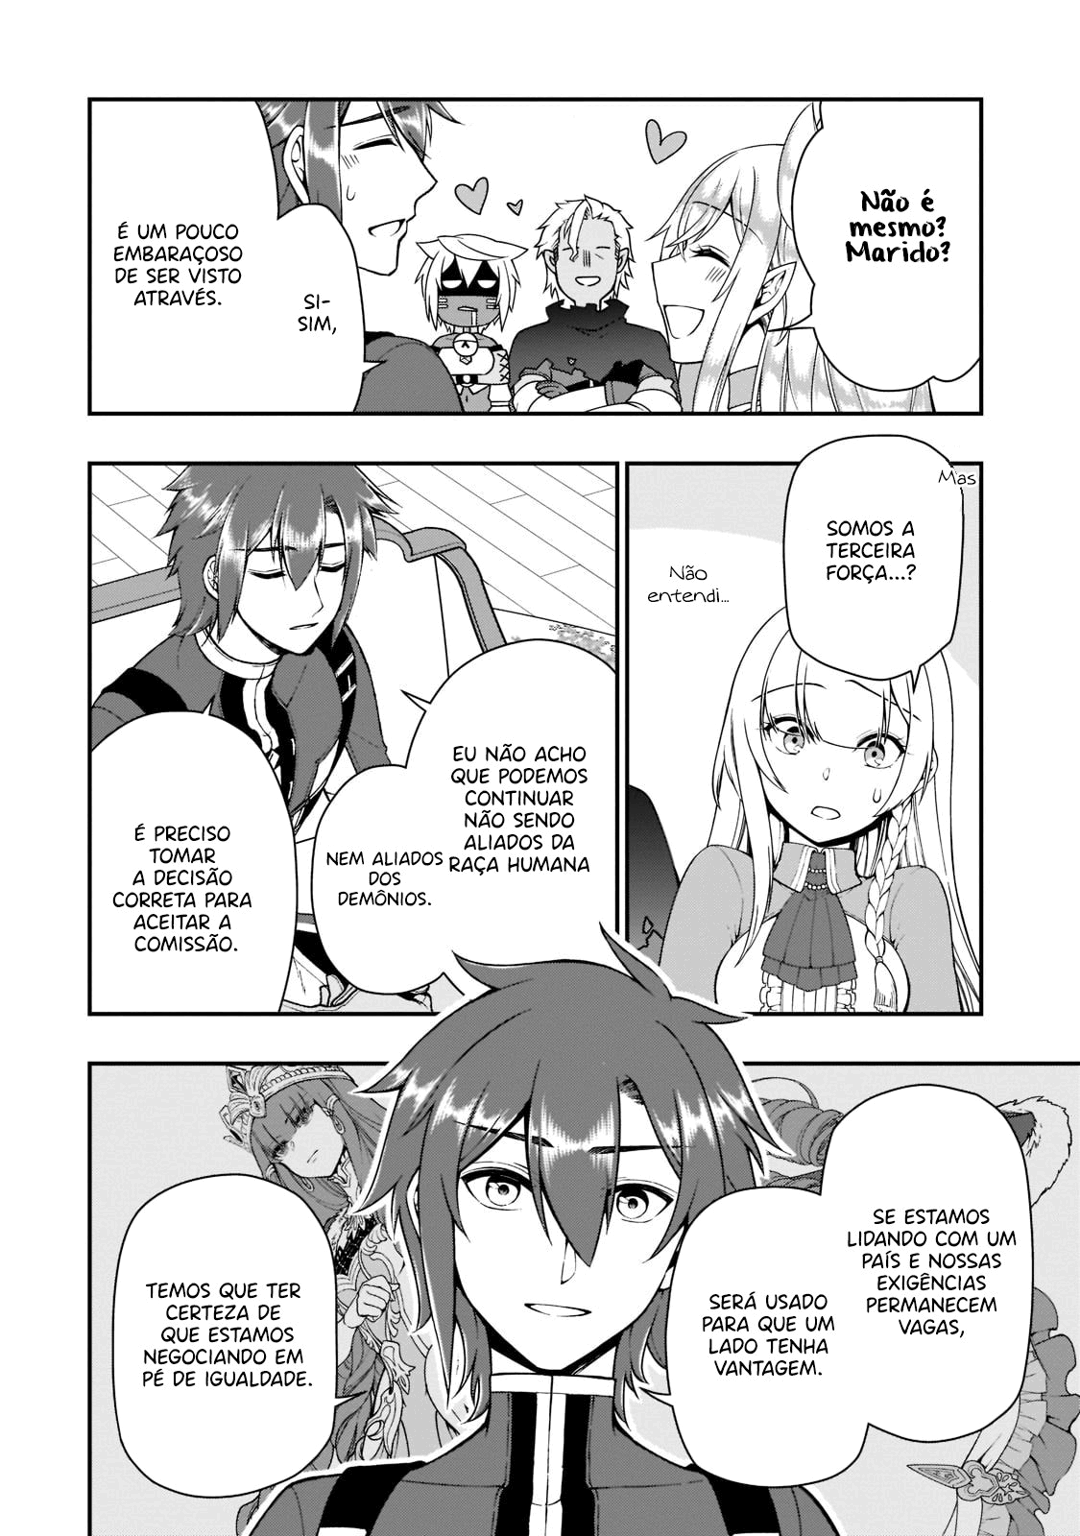 Não é
mesmo?
Marido?
SI-
SIM,
É UM POUCO
EMBARAÇOSO
DE SER VISTO
ATRAVÉS.
Mas
SOMOS A
TERCEIRA
FORÇA...?
Não
entendi...
EU NÃO ACHO
QUE PODEMOS
CONTINUAR
NÃO SENDO
ALIADOS DA
RAÇA HUMANA
NEM ALIADOS
DOS
DEMÔNIOS.
É PRECISO
TOMAR
A DECISÃO
CORRETA PARA
ACEITAR A
COMISSÃO.
SE ESTAMOS
LIDANDO COM UM
PAÍS E NOSSAS
EXIGÊNCIAS
PERMANECEM
VAGAS,
SERÁ USADO
PARA QUE UM
LADO TENHA
VANTAGEM.
TEMOS QUE TER
CERTEZA DE
QUE ESTAMOS
NEGOCIANDO EM
PÉ DE IGUALDADE.